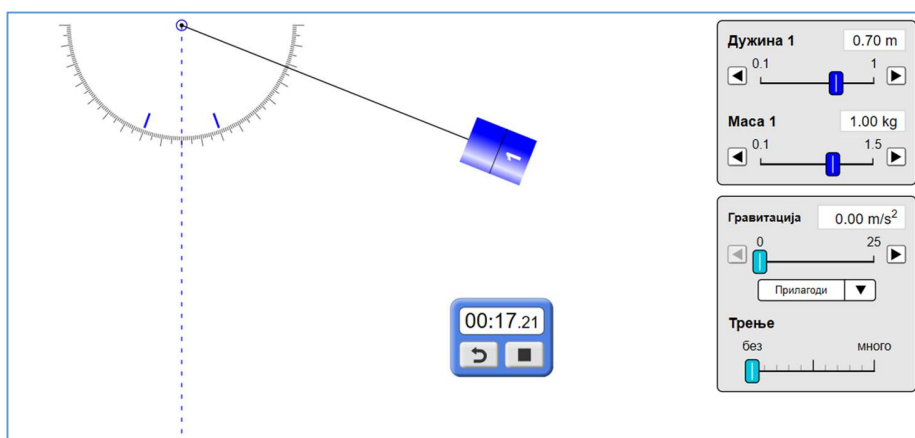 Дужина 1 0.70 m
0.1 1
Маса 1 1.00 kg
0.1 1.5
Гравитација 0.00 m/s²
0 25
Прилагоди
Трење
без много
1
00:17.21